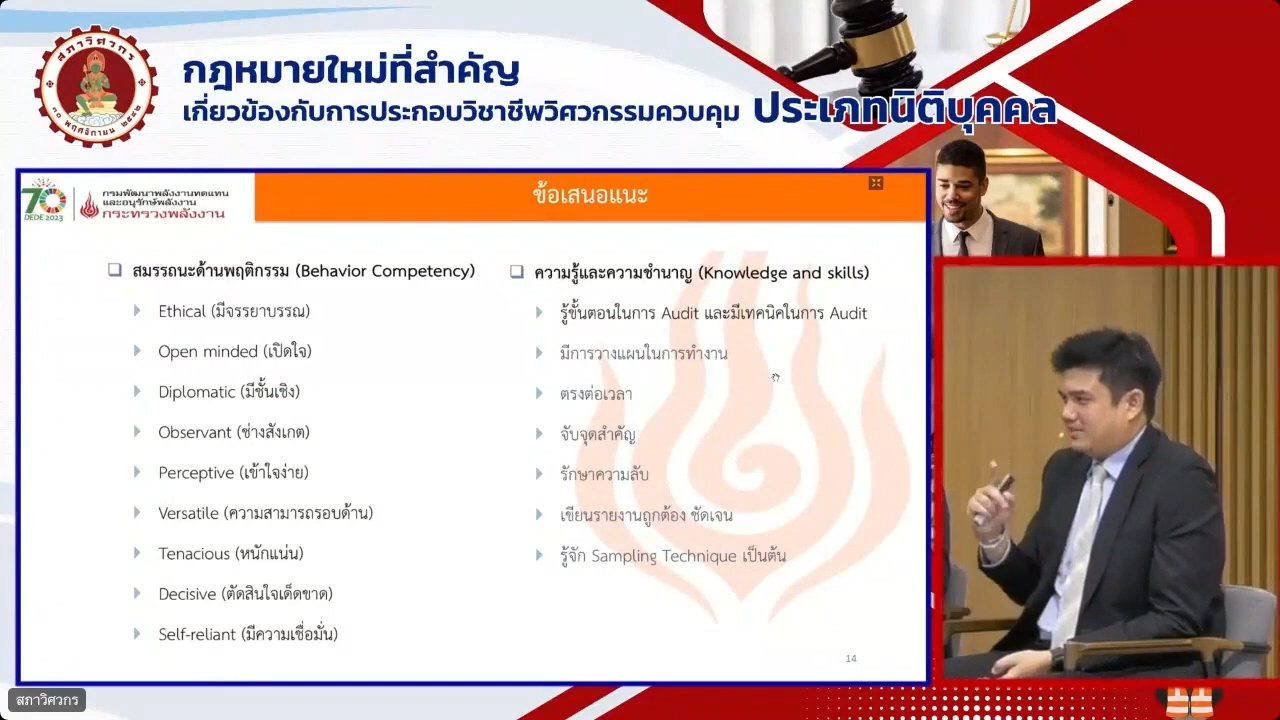 สภาวิศวกร
๓๐ พฤศจิกายน ๒๕๔๒
กฎหมายใหม่ที่สำคัญ
เกี่ยวข้องกับการประกอบวิชาชีพวิศวกรรมควบคุม ประเภทนิติบุคคล
70
DEDE 2023
กรมพัฒนาพลังงานทดแทน
และอนุรักษ์พลังงาน
กระทรวงพลังงาน
ข้อเสนอแนะ
สมรรถนะด้านพฤติกรรม (Behavior Competency)
Ethical (มีจรรยาบรรณ)
Open minded (เปิดใจ)
Diplomatic (มีชั้นเชิง)
Observant (ช่างสังเกต)
Perceptive (เข้าใจง่าย)
Versatile (ความสามารถรอบด้าน)
Tenacious (หนักแน่น)
Decisive (ตัดสินใจเด็ดขาด)
Self-reliant (มีความเชื่อมั่น)
ความรู้และความชำนาญ (Knowledge and skills)
รู้ขั้นตอนในการ Audit และมีเทคนิคในการ Audit
มีการวางแผนในการทำงาน
ตรงต่อเวลา
จับจุดสำคัญ
รักษาความลับ
เขียนรายงานถูกต้อง ชัดเจน
รู้จัก Sampling Technique เป็นต้น
14
สภาวิศวกร